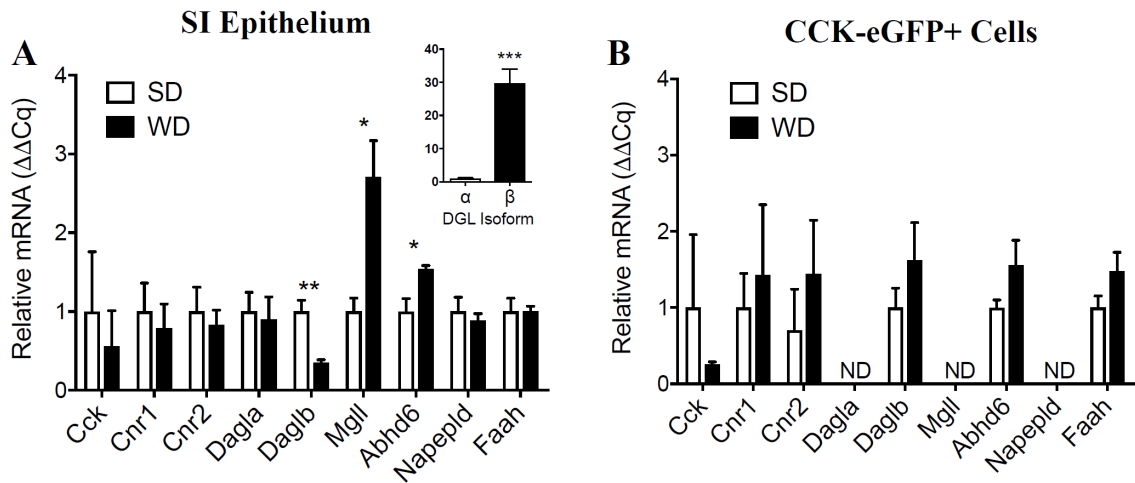 SI Epithelium
A
Relative mRNA (ΔΔCq)
4
3
2
1
0
SD
WD
*
**
*
Cck
Cnr1
Cnr2
Dagla
Daglb
Mgll
Abhd6
Napepld
Faah
40
30
20
10
0
***
α
β
DGL Isoform
CCK-eGFP+ Cells
B
Relative mRNA (ΔΔCq)
4
3
2
1
0
SD
WD
ND
ND
ND
Cck
Cnr1
Cnr2
Dagla
Daglb
Mgll
Abhd6
Napepld
Faah